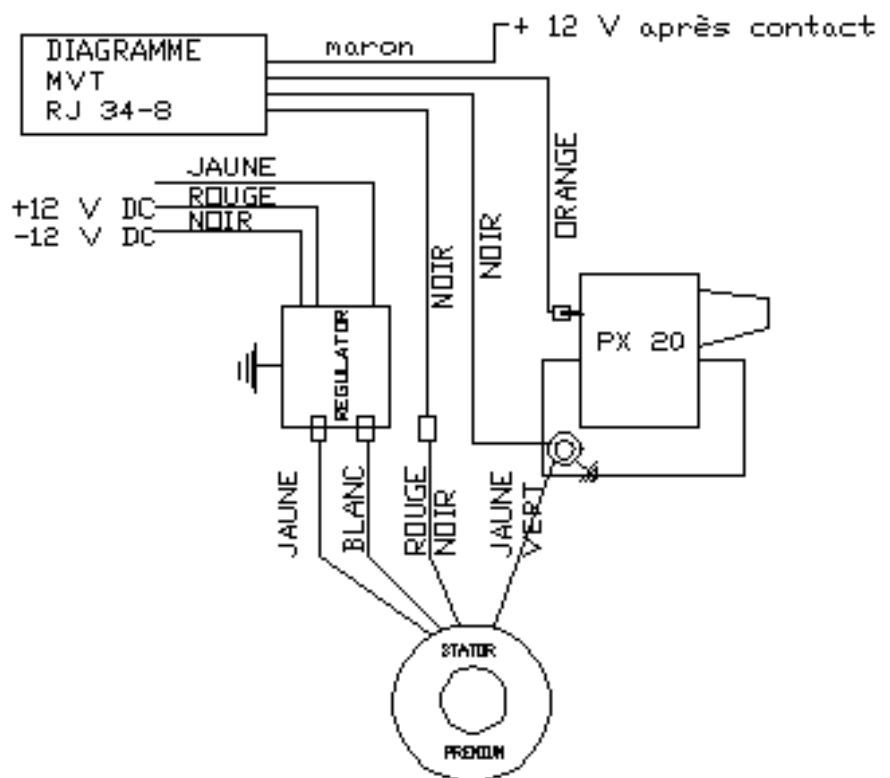 + 12 V après contact
maron
DIAGRAMME
MVT
RJ 34-8
JAUNE
ROUGE
NOIR
+12 V DC
-12 V DC
NOIR
NOIR
ORANGE
REGULATOR
PX 20
JAUNE
BLANC
ROUGE
NOIR
JAUNE
VERT
STATOR
PREMIUM